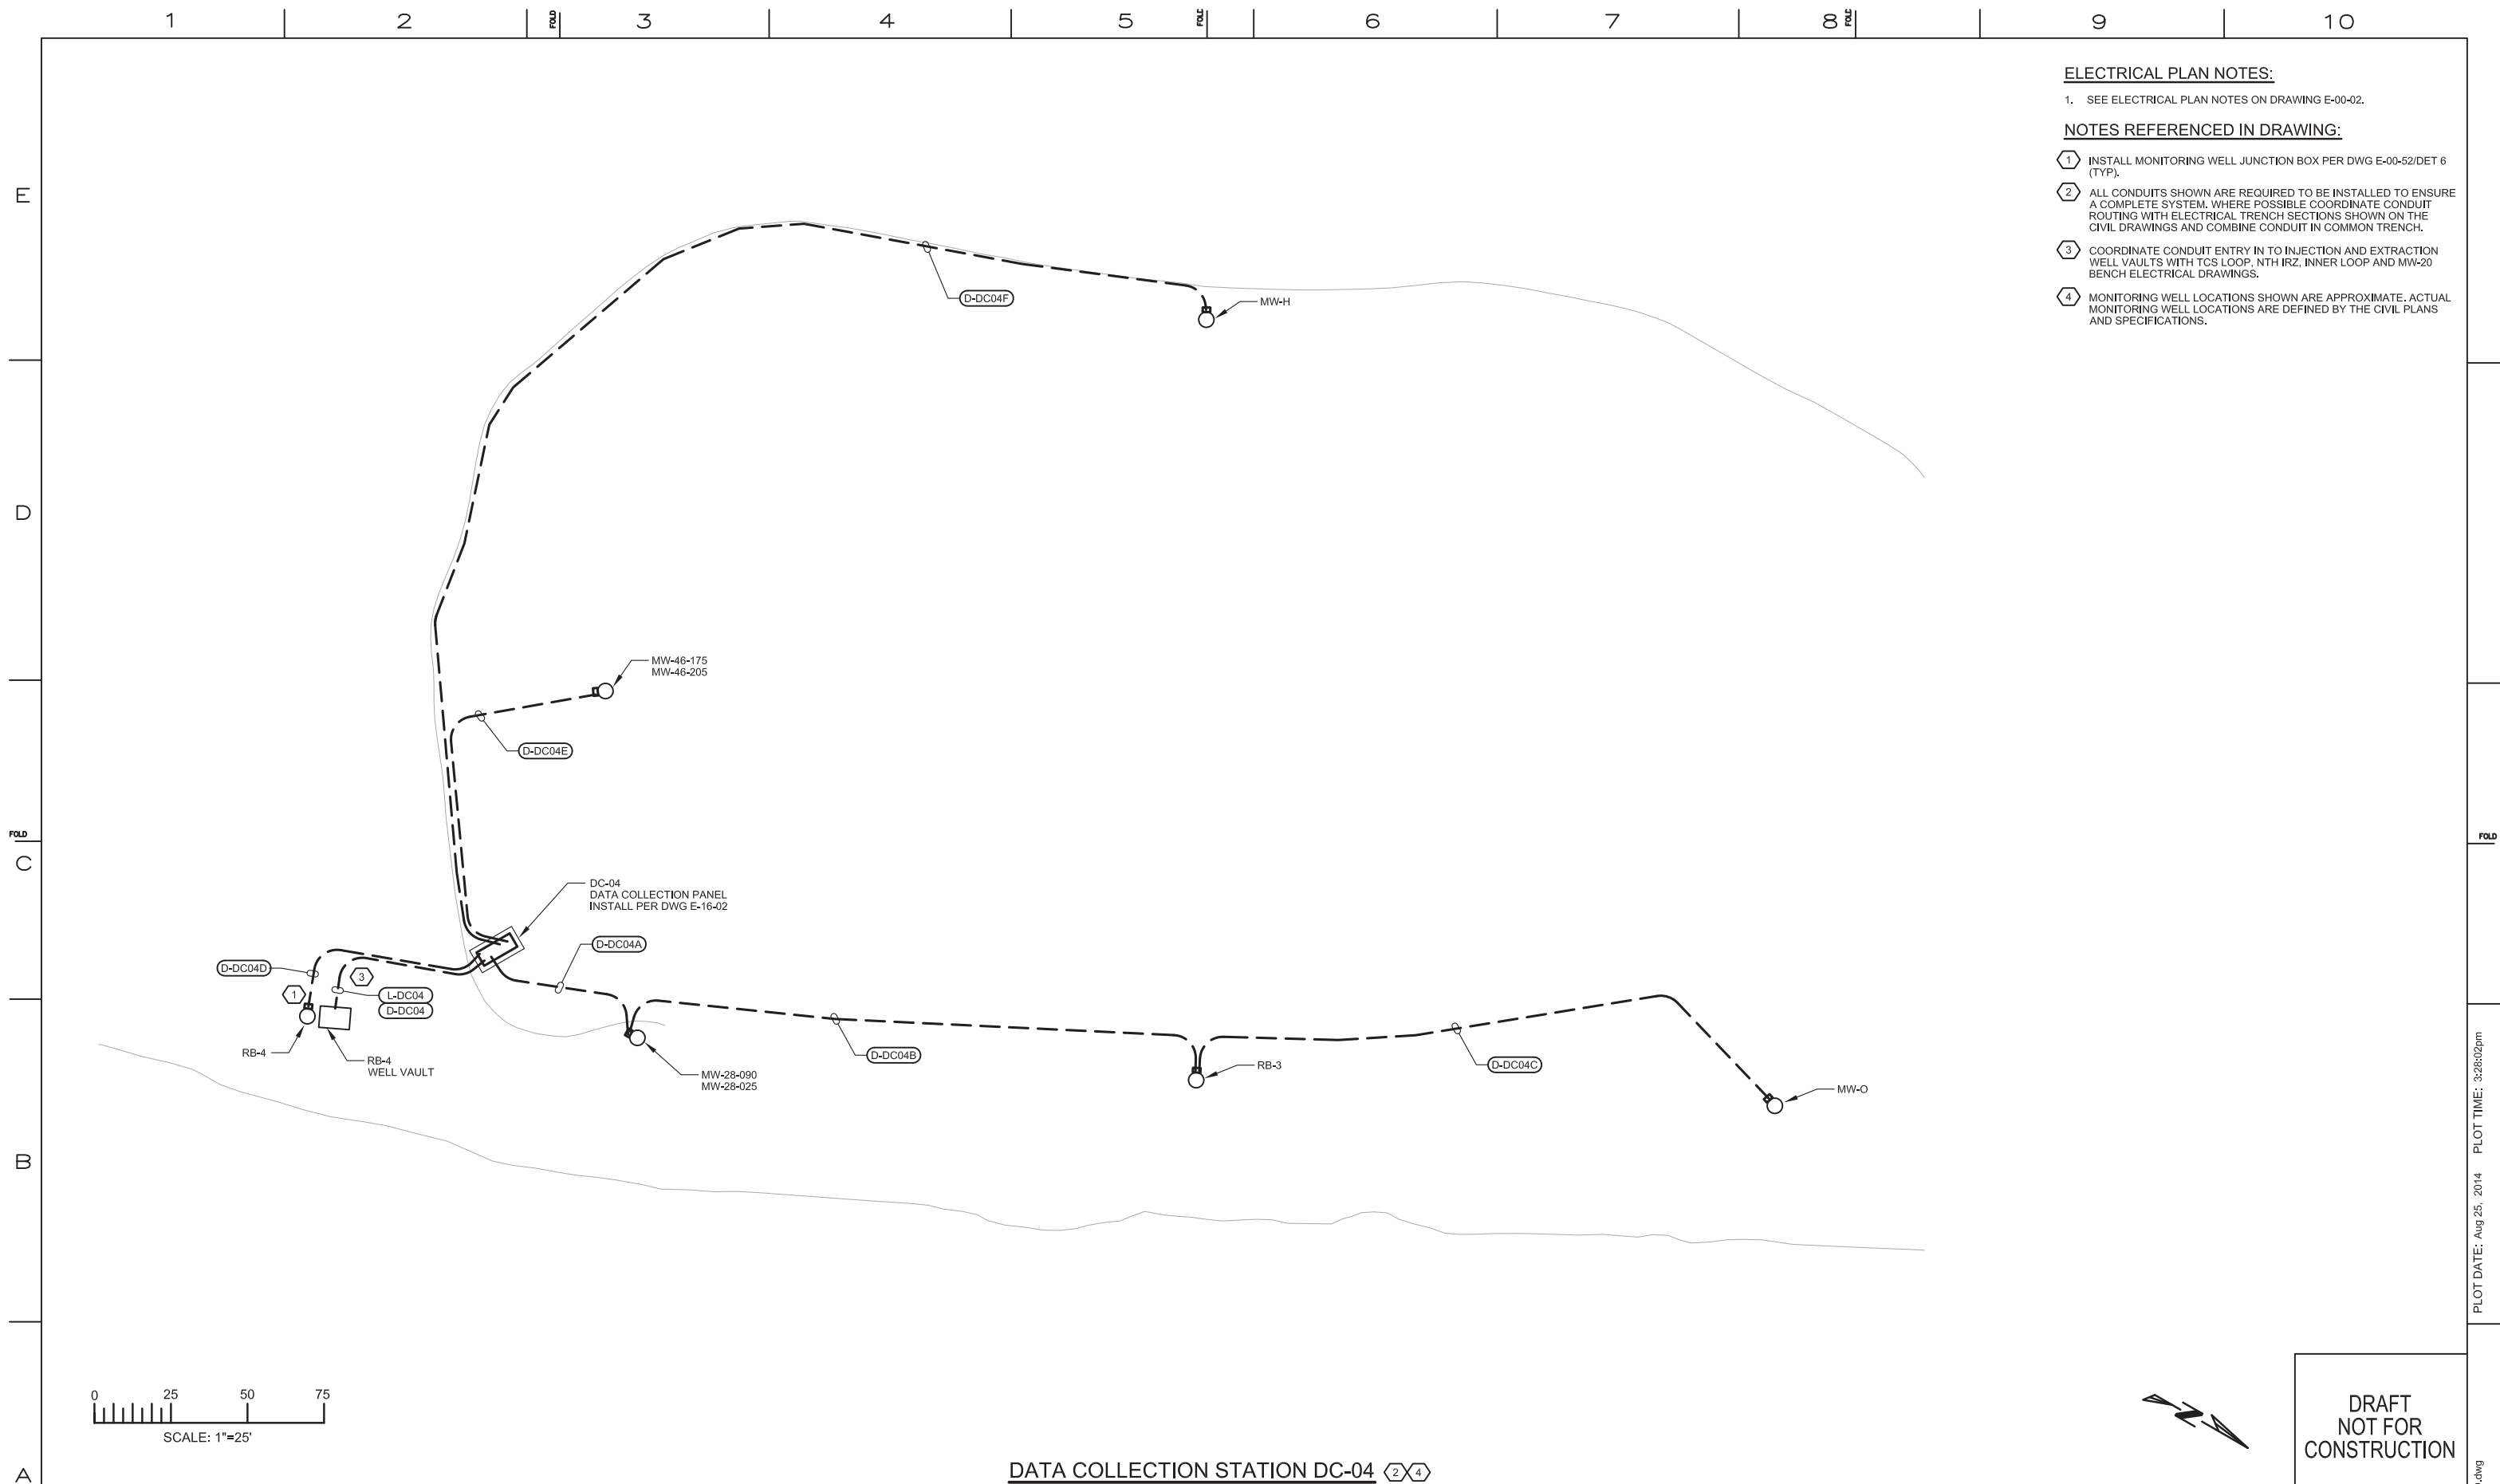 1 2 FOLD 3 4 5 FOLD 6 7 8 FOLD 9 10
ELECTRICAL PLAN NOTES:
1. SEE ELECTRICAL PLAN NOTES ON DRAWING E-00-02.
NOTES REFERENCED IN DRAWING:
1 INSTALL MONITORING WELL JUNCTION BOX PER DWG E-00-52/DET 6
(TYP).
2 ALL CONDUITS SHOWN ARE REQUIRED TO BE INSTALLED TO ENSURE
A COMPLETE SYSTEM. WHERE POSSIBLE COORDINATE CONDUIT
ROUTING WITH ELECTRICAL TRENCH SECTIONS SHOWN ON THE
CIVIL DRAWINGS AND COMBINE CONDUIT IN COMMON TRENCH.
3 COORDINATE CONDUIT ENTRY IN TO INJECTION AND EXTRACTION
WELL VAULTS WITH TCS LOOP, NTH IRZ, INNER LOOP AND MW-20
BENCH ELECTRICAL DRAWINGS.
4 MONITORING WELL LOCATIONS SHOWN ARE APPROXIMATE. ACTUAL
MONITORING WELL LOCATIONS ARE DEFINED BY THE CIVIL PLANS
AND SPECIFICATIONS.
E
D-DC04F
MW-H
D
MW-46-175
MW-46-205
D-DC04E
FOLD
FOLD
C
DC-04
DATA COLLECTION PANEL
INSTALL PER DWG E-16-02
D-DC04A
D-DC04D
3
1
L-DC04
D-DC04
RB-4
RB-4
WELL VAULT
MW-28-090
MW-28-025
D-DC04B
RB-3
D-DC04C
MW-O
B
PLOT DATE: Aug 25, 2014 PLOT TIME: 3:28:02pm
0 25 50 75
SCALE: 1"=25'
N
DRAFT
NOT FOR
CONSTRUCTION
A
DATA COLLECTION STATION DC-04 2 4
.dwg